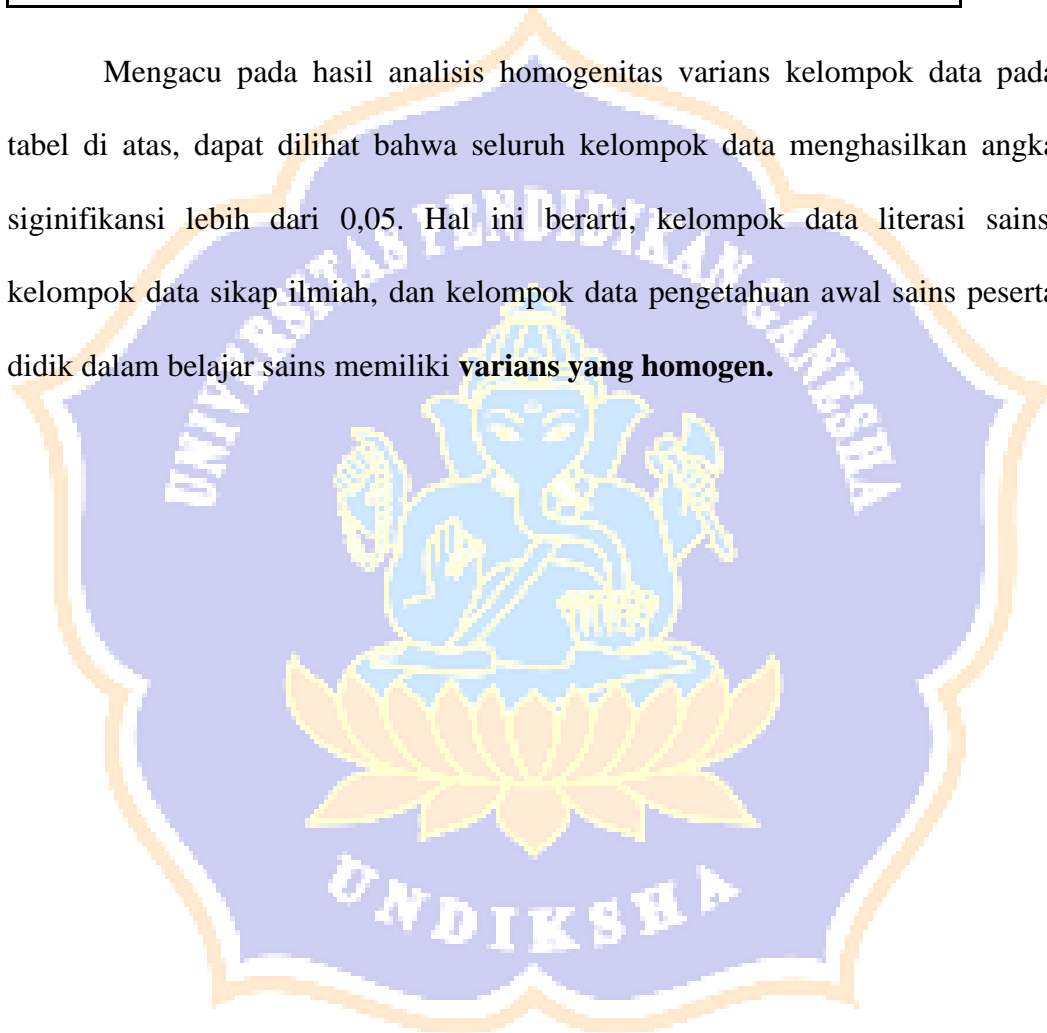 Mengacu pada hasil analisis homogenitas varians kelompok data pada
tabel di atas, dapat dilihat bahwa seluruh kelompok data menghasilkan angka
siginifikansi lebih dari 0,05. Hal ini berarti, kelompok data literasi sains
kelompok data sikap ilmiah, dan kelompok data pengetahuan awal sains peserta
didik dalam belajar sains memiliki varians yang homogen.
UNIVERSITAS PENDIDIKAN GANESHA
UNDIKSHA